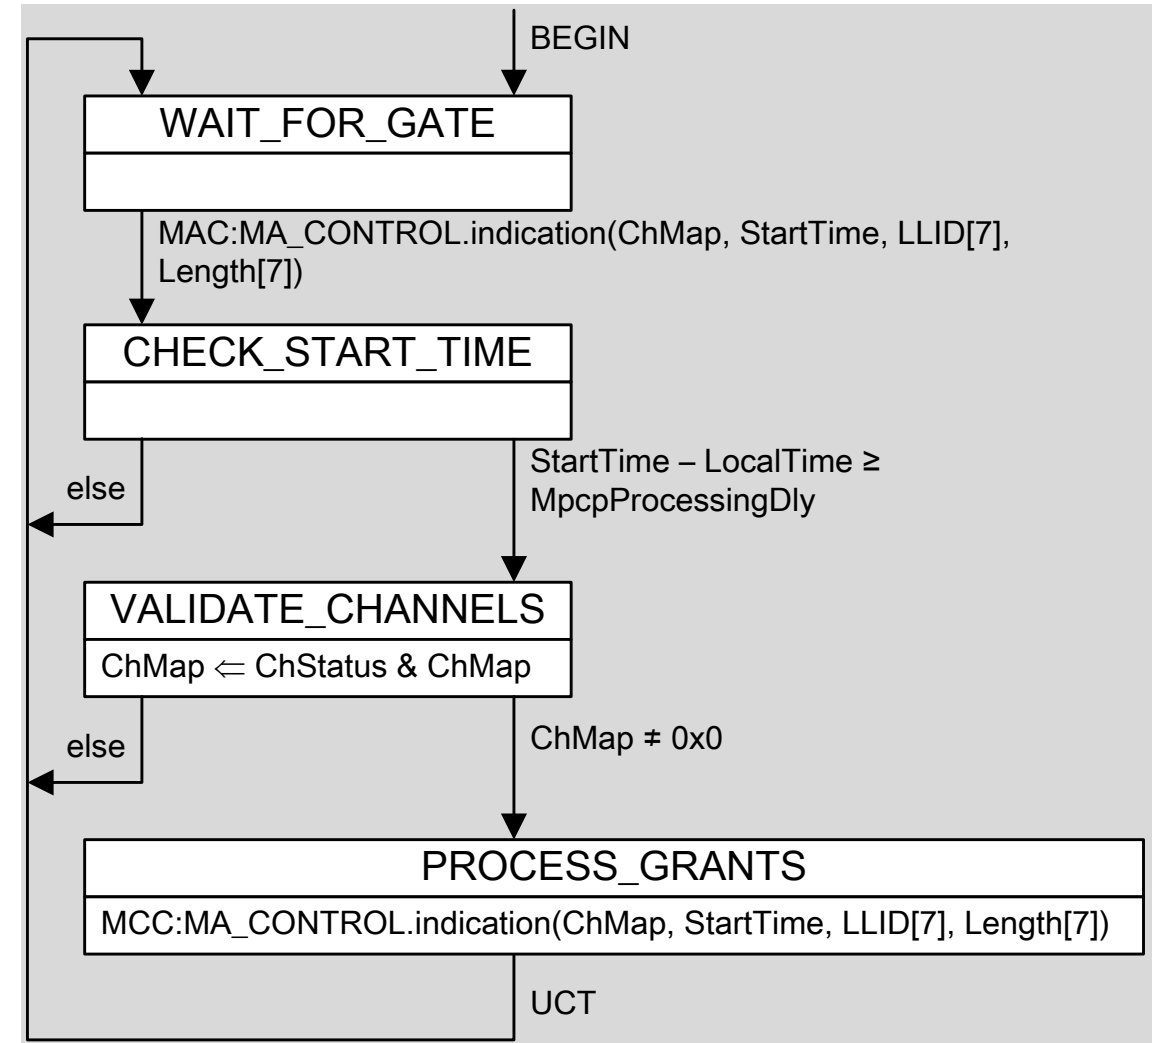 BEGIN
WAIT_FOR_GATE
MAC:MA_CONTROL.indication(ChMap, StartTime, LLID[7],
Length[7])
CHECK_START_TIME
else
StartTime – LocalTime ≥
MpcpProcessingDly
VALIDATE_CHANNELS
ChMap ⇐ ChStatus & ChMap
else
ChMap ≠ 0x0
PROCESS_GRANTS
MCC:MA_CONTROL.indication(ChMap, StartTime, LLID[7], Length[7])
UCT